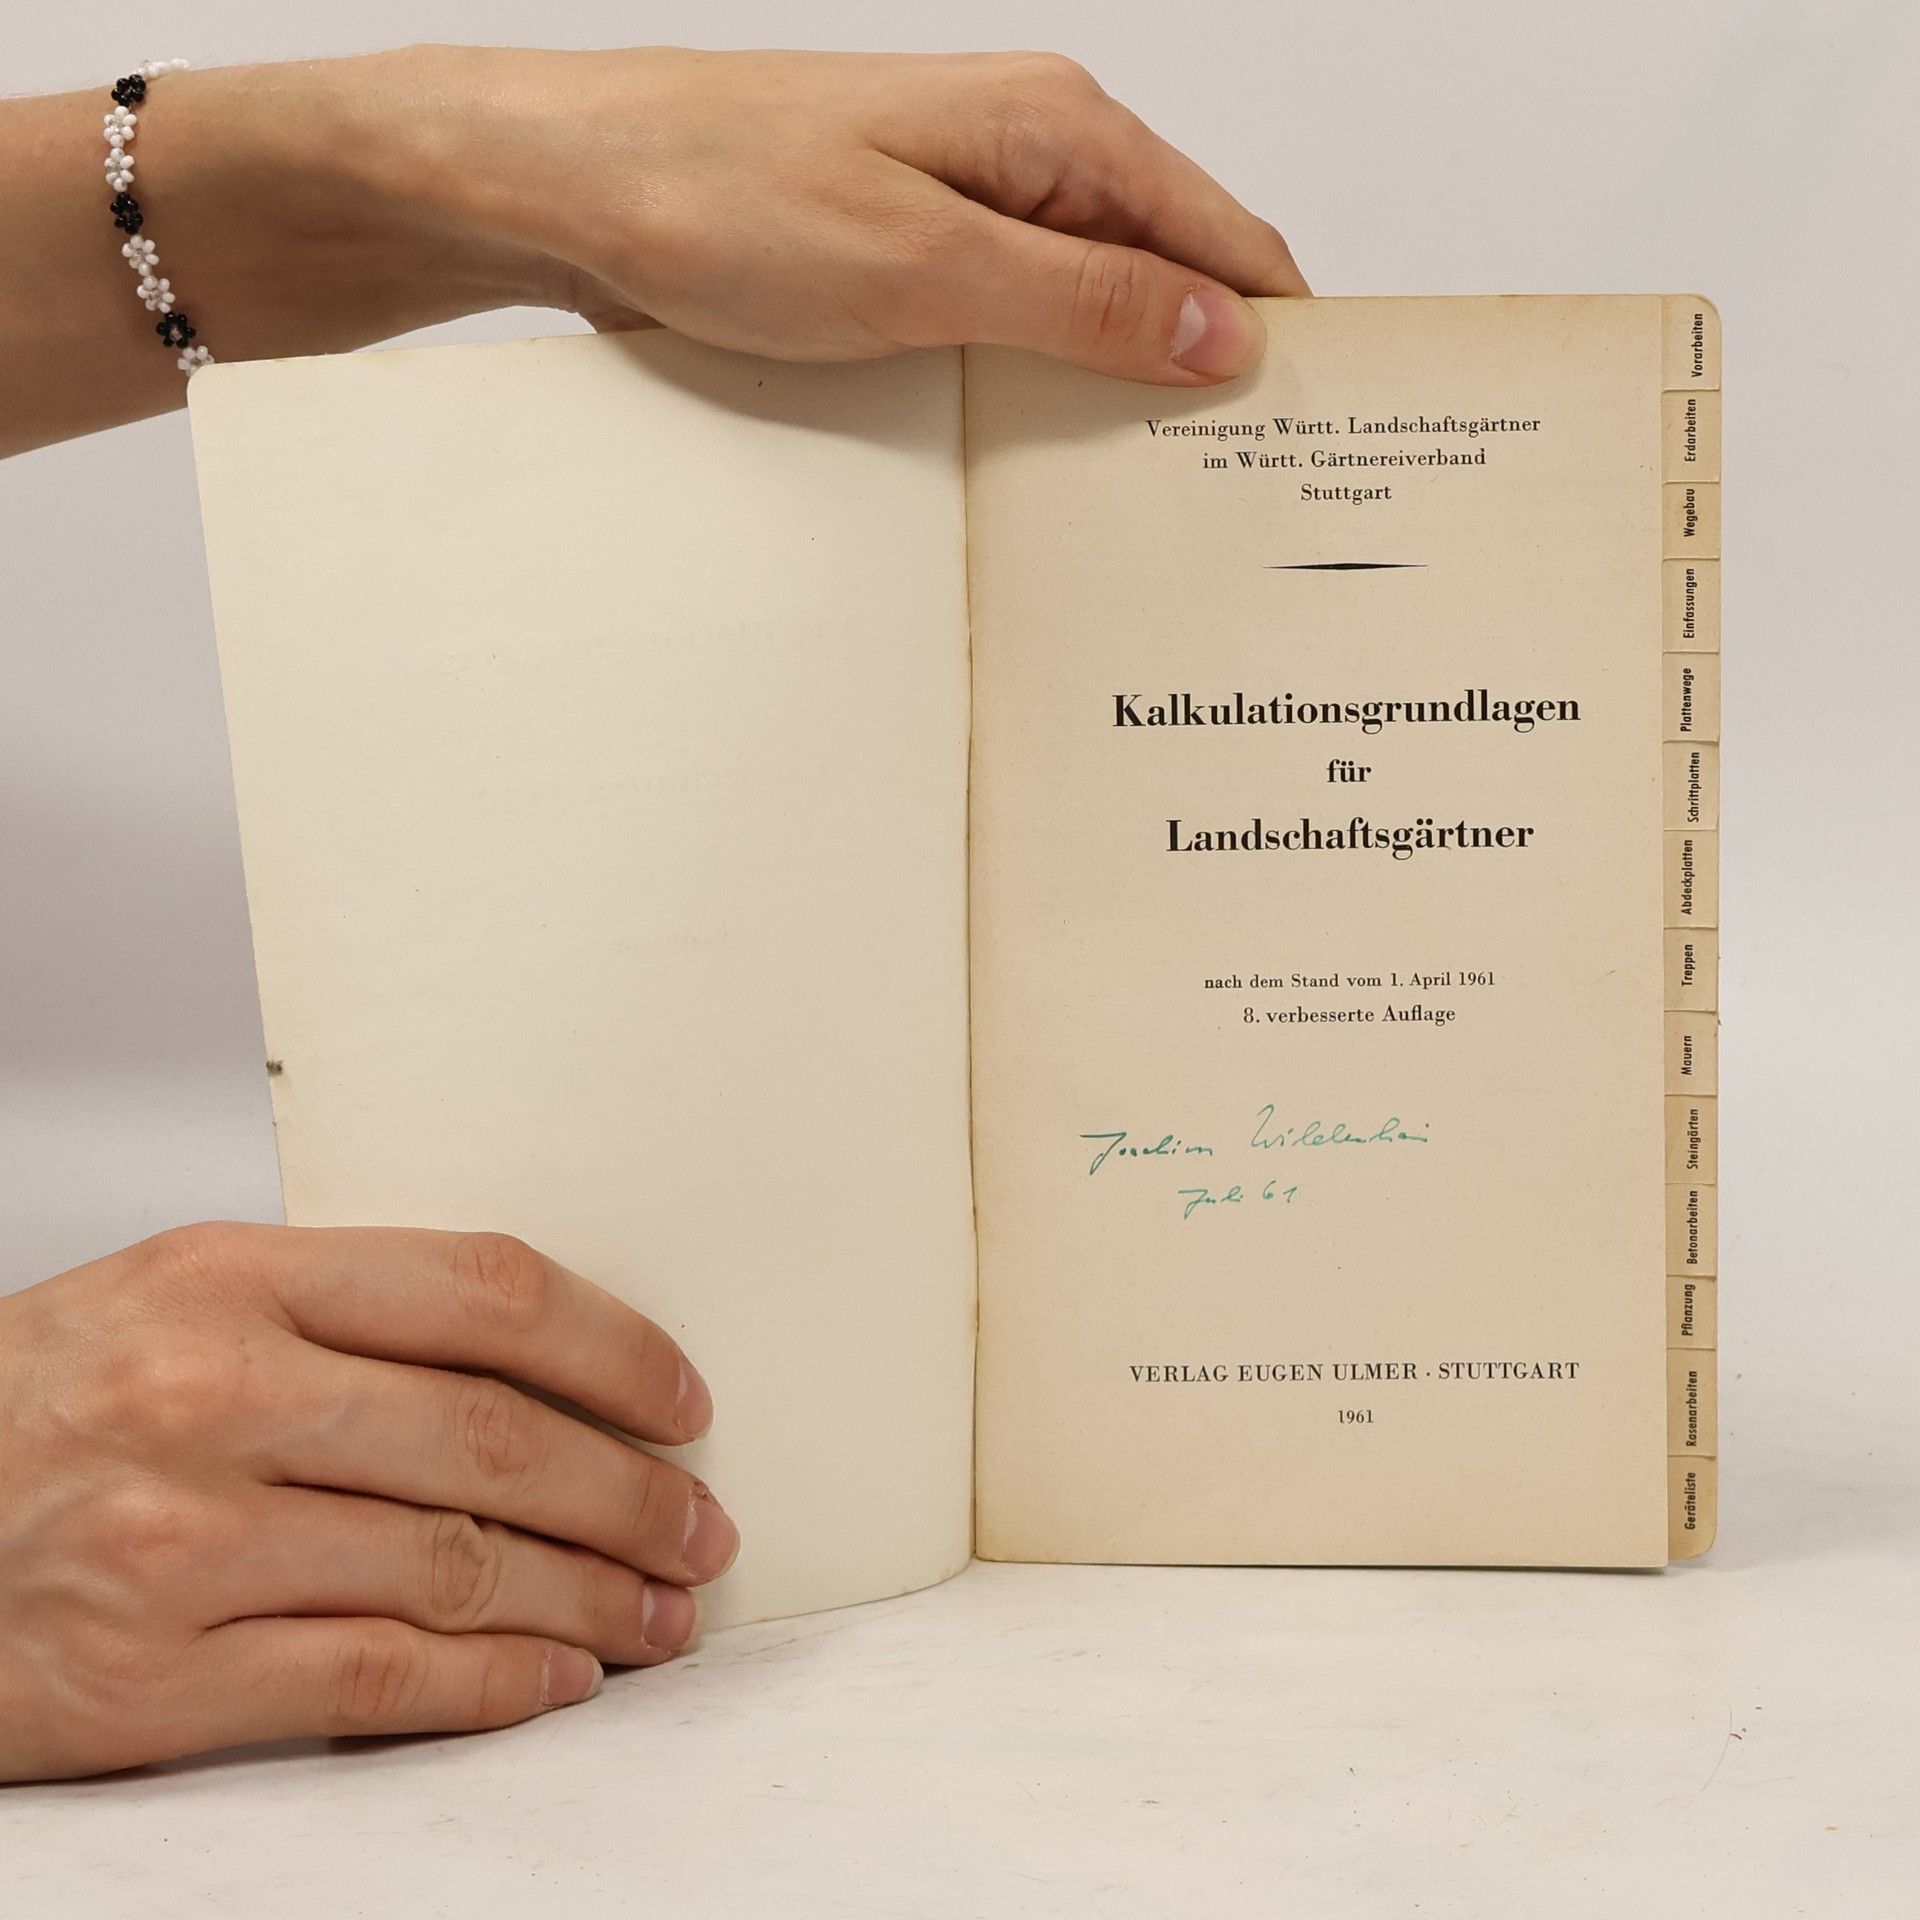 Vereinigung Württ. Landschaftsgärtner
im Württ. Gärtnereiverband
Stuttgart
Kalkulationsgrundlagen
für
Landschaftsgärtner
nach dem Stand vom 1. April 1961
8. verbesserte Auflage
Joachim
Juli 61
VERLAG EUGEN ULMER · STUTTGART
1961
Vorarbeiten
Erdarbeiten
Wegebau
Einfassungen
Plattenwege
Schrittplatten
Abdeckplatten
Treppen
Mauern
Steingärten
Betonarbeiten
Pflanzung
Rasenarbeiten
Geräteliste